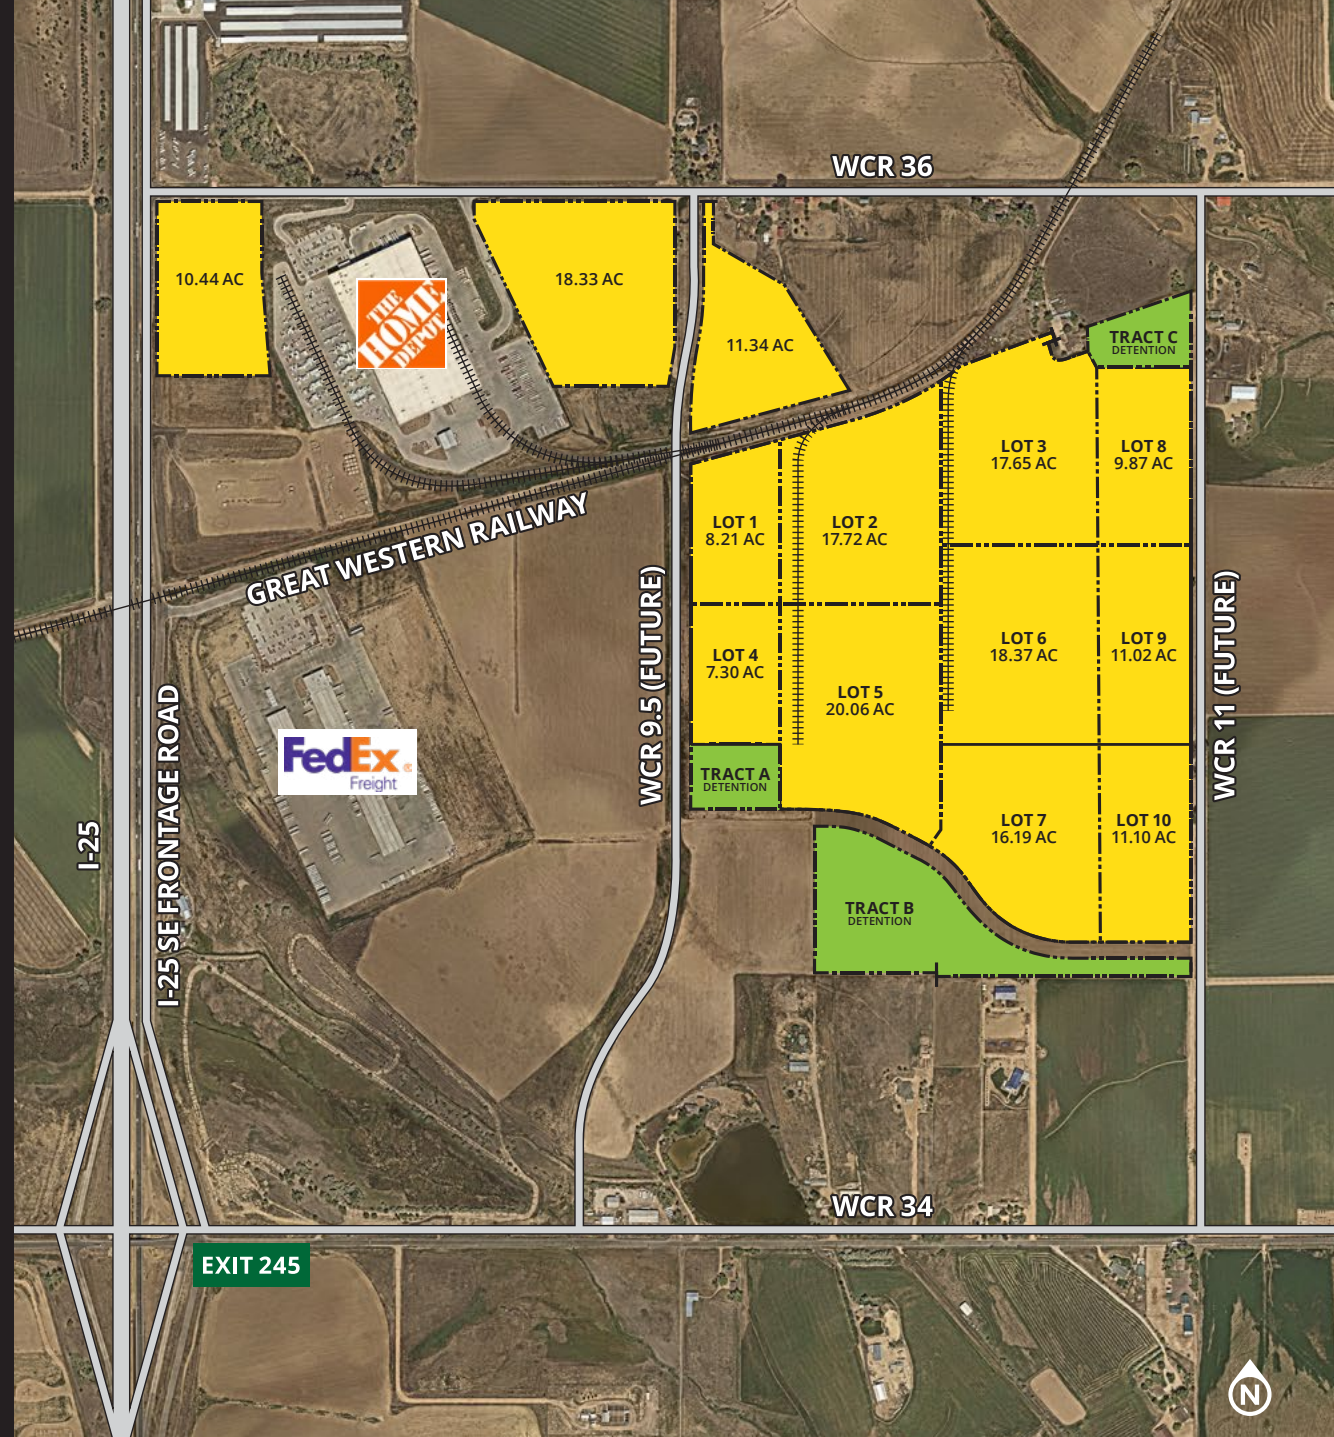 WCR 36
10.44 AC
THE
HOME
DEPOT
18.33 AC
11.34 AC
TRACT C
DETENTION
LOT 3
17.65 AC
LOT 8
9.87 AC
LOT 1
8.21 AC
LOT 2
17.72 AC
GREAT WESTERN RAILWAY
LOT 4
7.30 AC
LOT 5
20.06 AC
LOT 6
18.37 AC
LOT 9
11.02 AC
WCR 9.5 (FUTURE)
WCR 11 (FUTURE)
I-25
I-25 SE FRONTAGE ROAD
FedEx®
Freight
TRACT A
DETENTION
LOT 7
16.19 AC
LOT 10
11.10 AC
TRACT B
DETENTION
WCR 34
EXIT 245
N